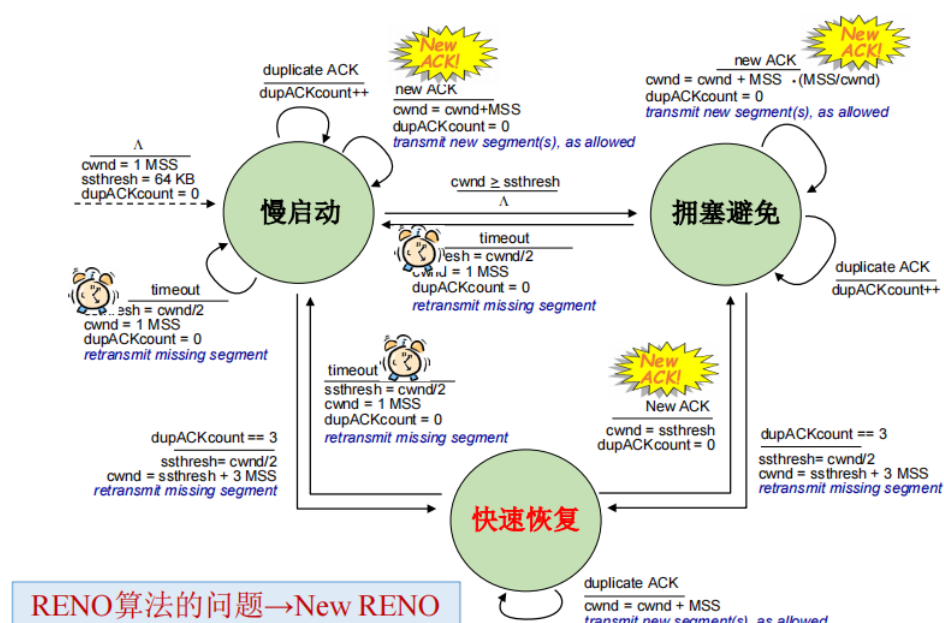 New
ACK!
duplicate ACK
dupACKcount++
new ACK
cwnd = cwnd+MSS
dupACKcount = 0
transmit new segment(s), as allowed
New
ACK!
new ACK
cwnd = cwnd + MSS •(MSS/cwnd)
dupACKcount = 0
transmit new segment(s), as allowed
Λ
cwnd = 1 MSS
ssthresh = 64 KB
dupACKcount = 0
慢启动
cwnd ≥ ssthresh
Λ
拥塞避免
timeout
= cwnd/2
= 1 MSS
dupACKcount = 0
retransmit missing segment
duplicate ACK
dupACKcount++
timeout
= cwnd/2
cwnd = 1 MSS
dupACKcount = 0
retransmit missing segment
timeout
ssthresh = cwnd/2
cwnd = 1 MSS
dupACKcount = 0
retransmit missing segment
New
ACK!
New ACK
cwnd = ssthresh
dupACKcount = 0
dupACKcount == 3
ssthresh= cwnd/2
cwnd = ssthresh + 3 MSS
retransmit missing segment
dupACKcount == 3
ssthresh= cwnd/2
cwnd = ssthresh + 3 MSS
retransmit missing segment
快速恢复
duplicate ACK
cwnd = cwnd + MSS
transmit new segment(s), as allowed
RENO算法的问题→New RENO